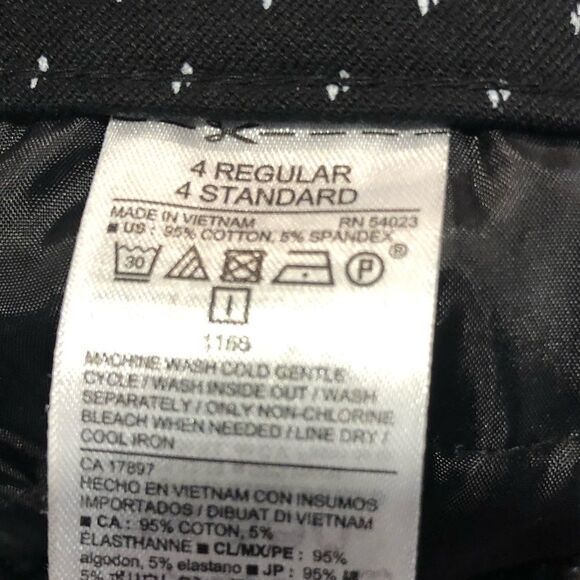 4 REGULAR
4 STANDARD
MADE IN VIETNAM RN 54023
■ US : 95% COTTON, 5% SPANDEX
30 P ®
MACHINE WASH COLD GENTLE
CYCLE / WASH INSIDE OUT / WASH
SEPARATELY / ONLY NON-CHLORINE
BLEACH WHEN NEEDED / LINE DRY /
COOL IRON
CA 17897
HECHO EN VIETNAM CON INSUMOS
IMPORTADOS / DIBUAT DI VIETNAM
■ CA : 95% COTTON, 5%
ÉLASTHANNE ■ CL/MX/PE : 95%
algodon, 5% elastano ■ JP : 95%
5%